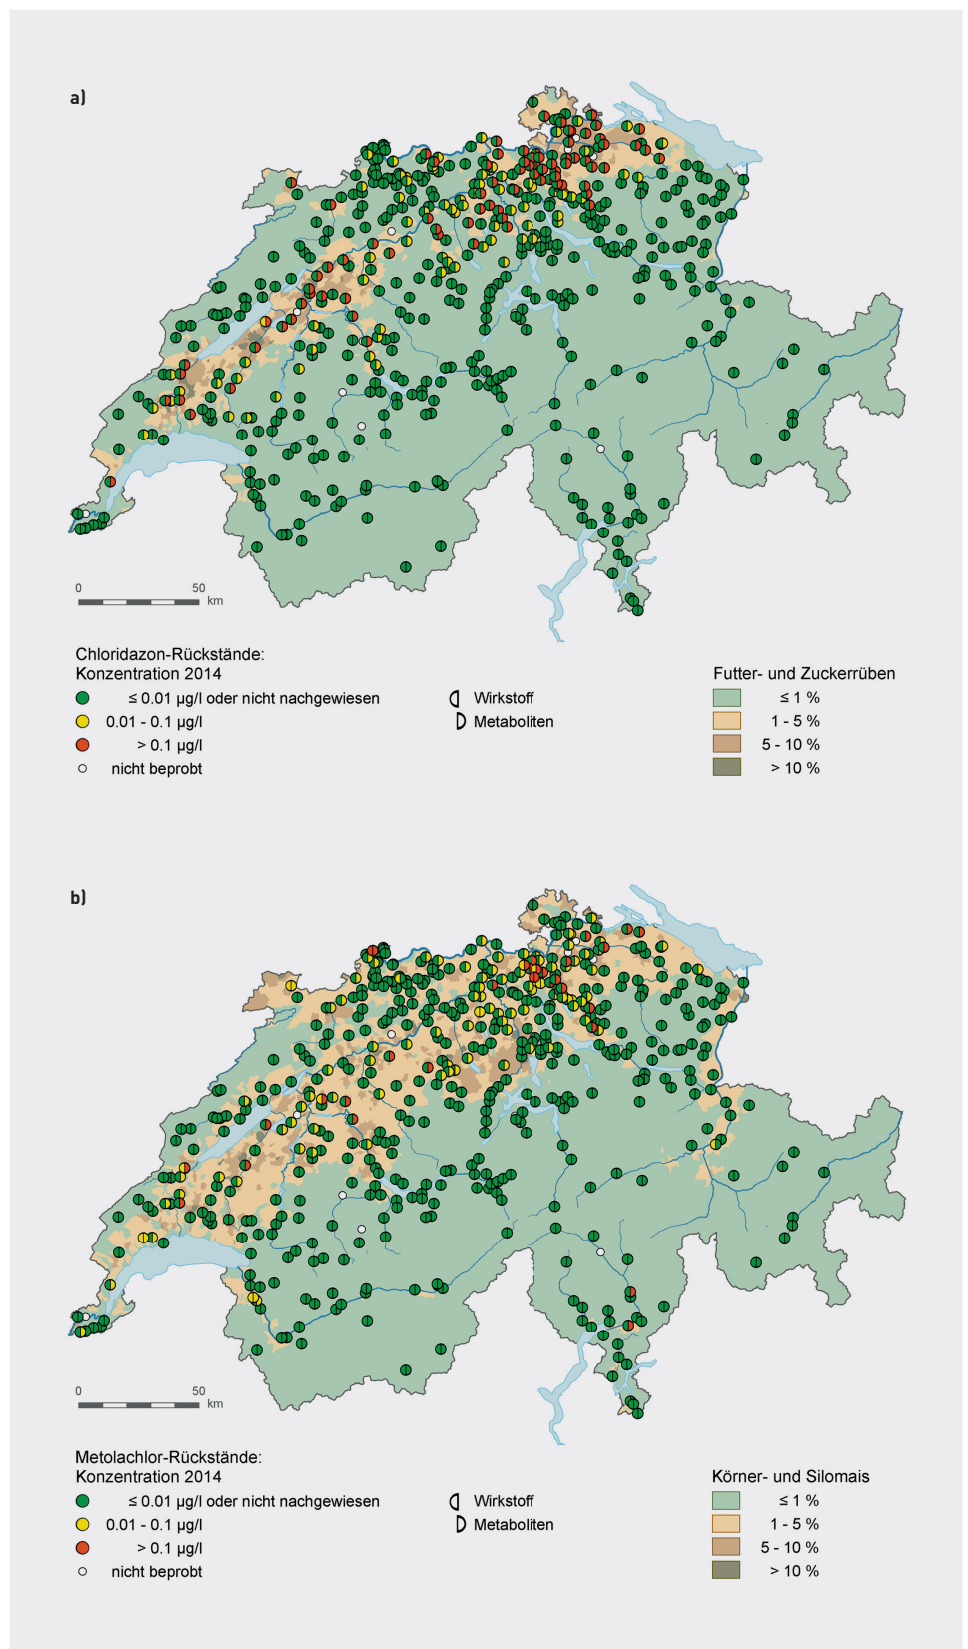 a)
0 50
km
Chloridazon-Rückstände:
Konzentration 2014
≤ 0.01 µg/l oder nicht nachgewiesen
0.01 - 0.1 µg/l
> 0.1 µg/l
nicht beprobt
Wirkstoff
Metaboliten
Futter- und Zuckerrüben
≤ 1 %
1 - 5 %
5 - 10 %
> 10 %
b)
0 50
km
Metolachlor-Rückstände:
Konzentration 2014
≤ 0.01 µg/l oder nicht nachgewiesen
0.01 - 0.1 µg/l
> 0.1 µg/l
nicht beprobt
Wirkstoff
Metaboliten
Körner- und Silomais
≤ 1 %
1 - 5 %
5 - 10 %
> 10 %